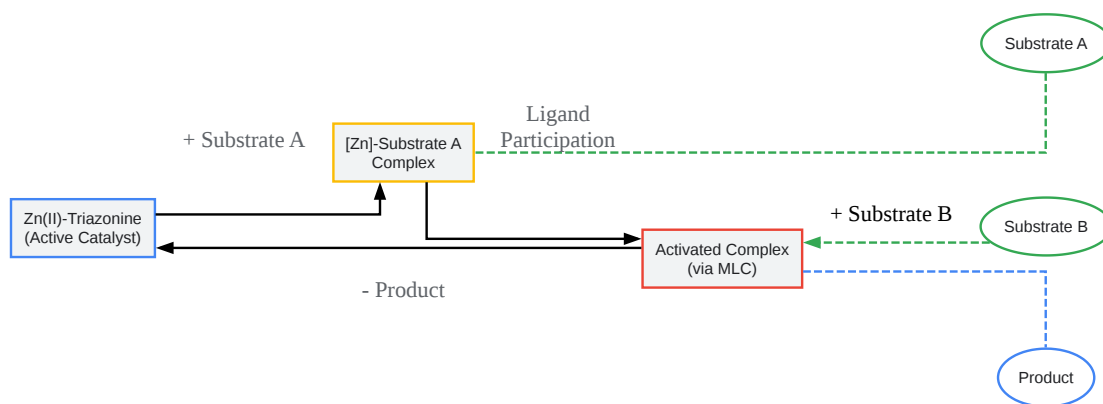 Substrate A
Ligand
Participation
+ Substrate A
[Zn]-Substrate A
Complex
Zn(II)-Triazonine
(Active Catalyst)
+ Substrate B
Substrate B
Activated Complex
(via MLC)
- Product
Product